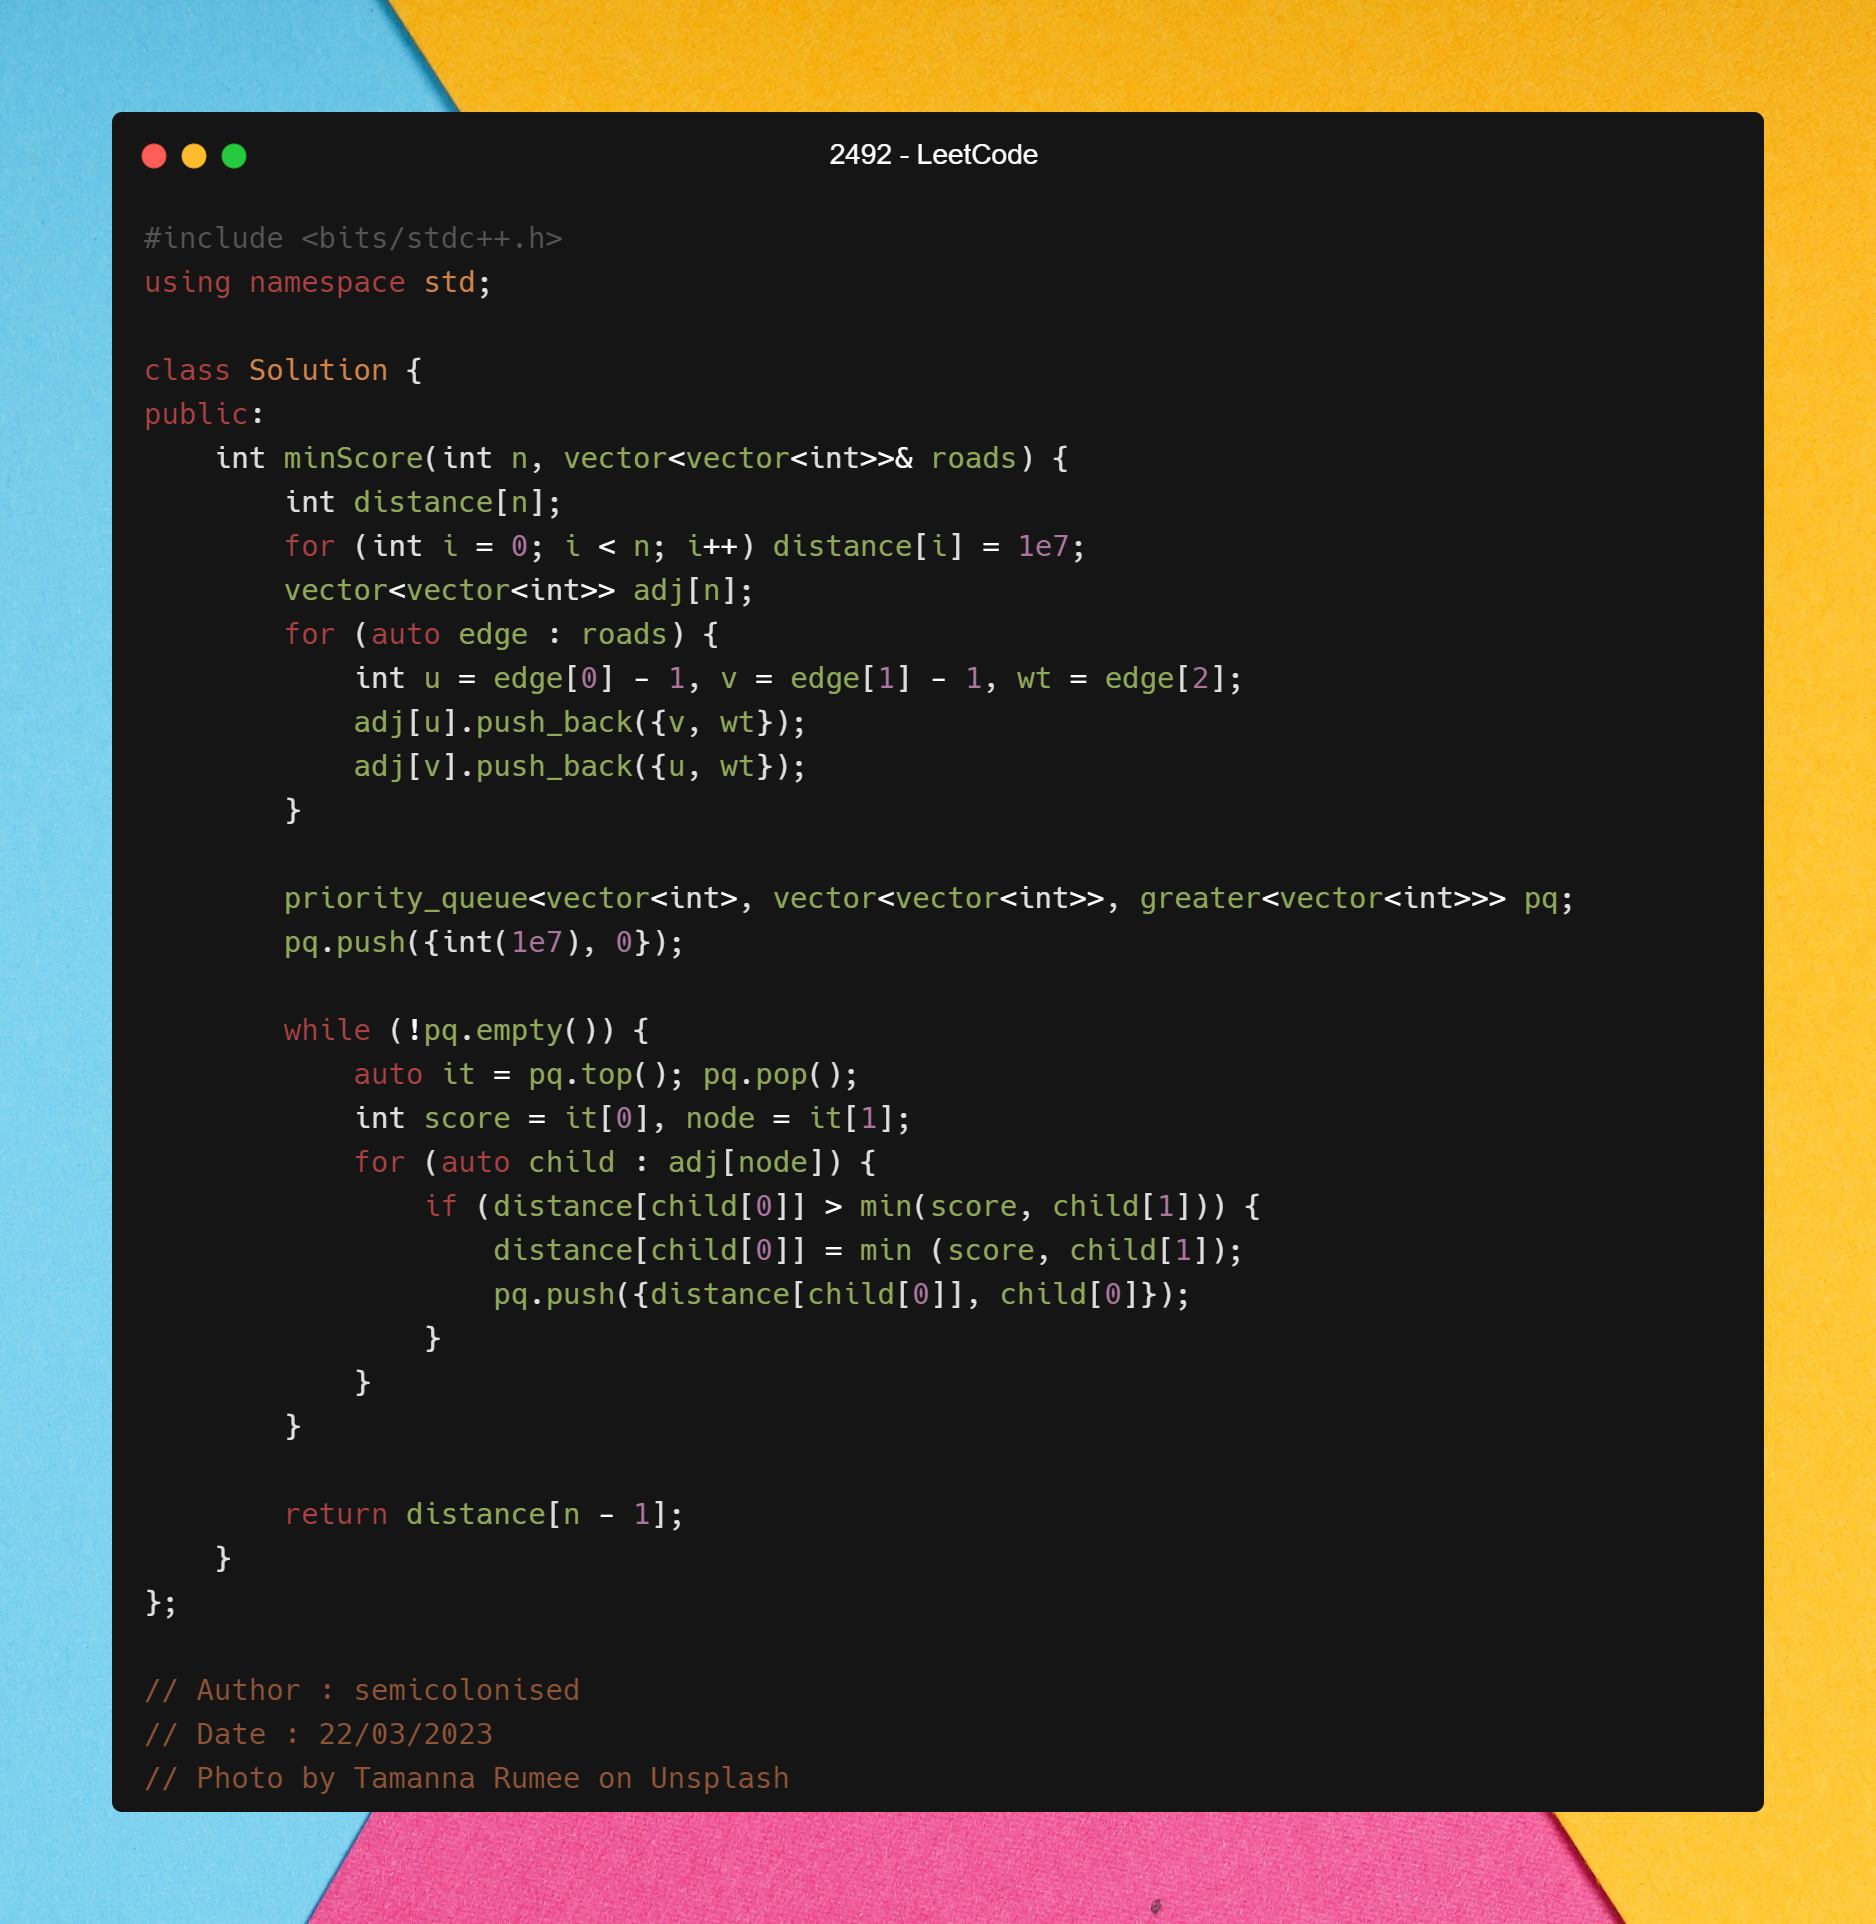 2492 - LeetCode
#include <bits/stdc++.h>
using namespace std;
class Solution {
public:
    int minScore(int n, vector<vector<int>>& roads) {
        int distance[n];
        for (int i = 0; i < n; i++) distance[i] = 1e7;
        vector<vector<int>> adj[n];
        for (auto edge : roads) {
            int u = edge[0] - 1, v = edge[1] - 1, wt = edge[2];
            adj[u].push_back({v, wt});
            adj[v].push_back({u, wt});
        }
        priority_queue<vector<int>, vector<vector<int>>, greater<vector<int>>> pq;
        pq.push({int(1e7), 0});
        while (!pq.empty()) {
            auto it = pq.top(); pq.pop();
            int score = it[0], node = it[1];
            for (auto child : adj[node]) {
                if (distance[child[0]] > min(score, child[1])) {
                    distance[child[0]] = min (score, child[1]);
                    pq.push({distance[child[0]], child[0]});
                }
            }
        }
        return distance[n - 1];
    }
};
// Author : semicolonised
// Date : 22/03/2023
// Photo by Tamanna Rumee on Unsplash